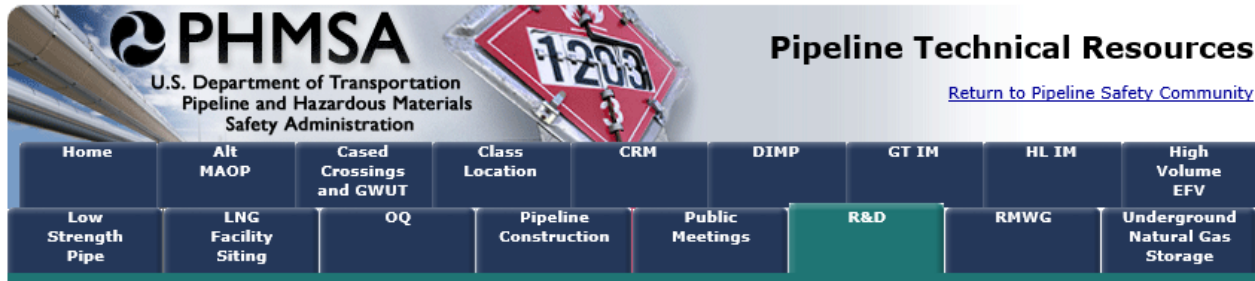 PHMSA
U.S. Department of Transportation
Pipeline and Hazardous Materials
Safety Administration
1203
3
Pipeline Technical Resources
Return to Pipeline Safety Community
Home
Alt
MAOP
Cased
Crossings
and GWUT
Class
Location
CRM
DIMP
GT IM
HL IM
High
Volume
EFV
Low
Strength
Pipe
LNG
Facility
Siting
OQ
Pipeline
Construction
Public
Meetings
R&D
RMWG
Underground
Natural Gas
Storage